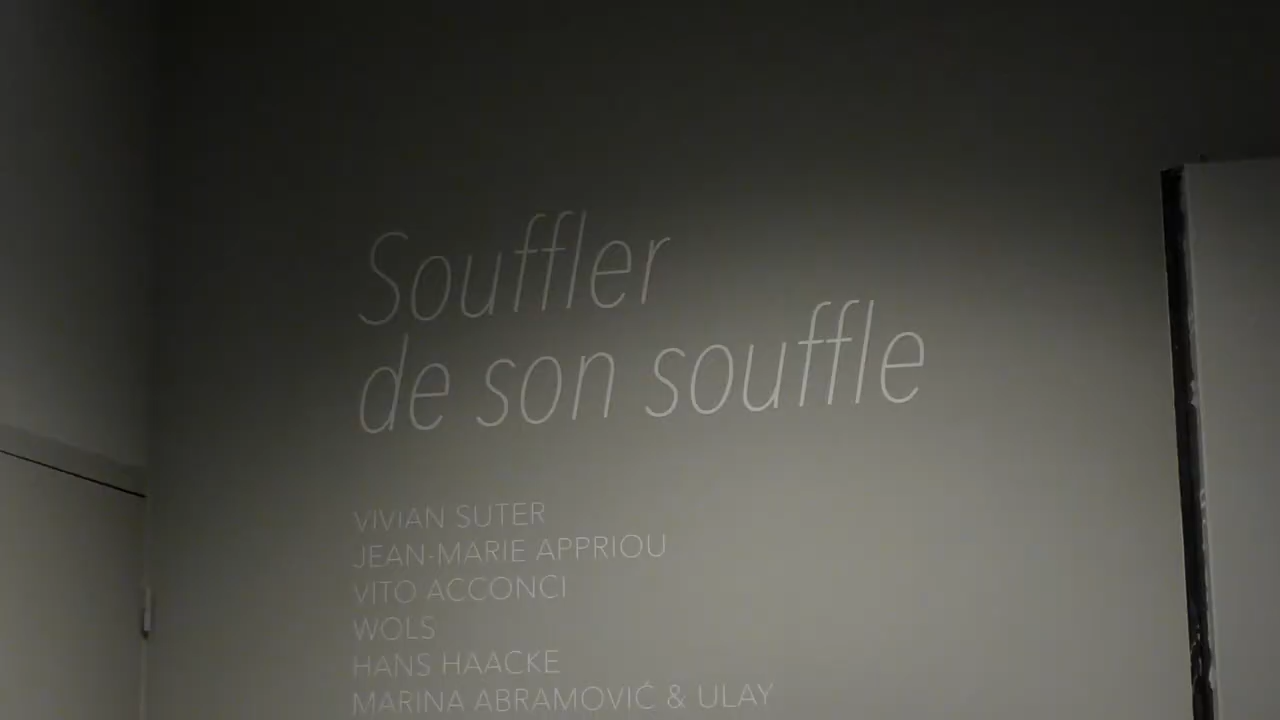 Souffler
de son souffle
VIVIAN SUTER
JEAN-MARIE APPRIOU
VITO ACCONCI
WOLS
HANS HAACKE
MARINA ABRAMOVIĆ & ULAY